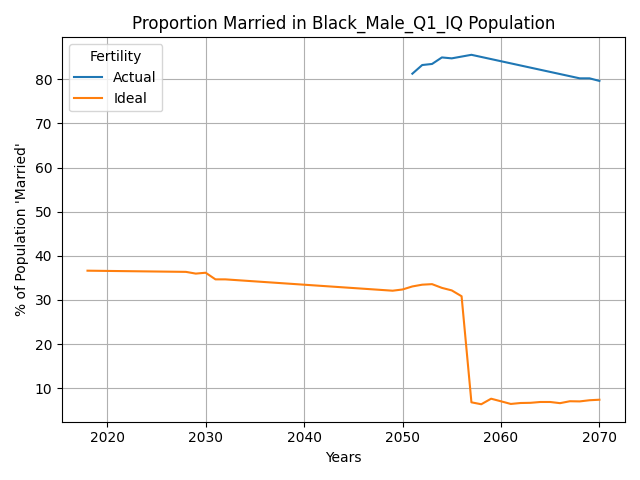 Proportion Married in Black_Male_Q1_IQ Population
Fertility
Actual
Ideal
% of Population 'Married'
80
70
60
50
40
30
20
10
2020 2030 2040 2050 2060 2070
Years